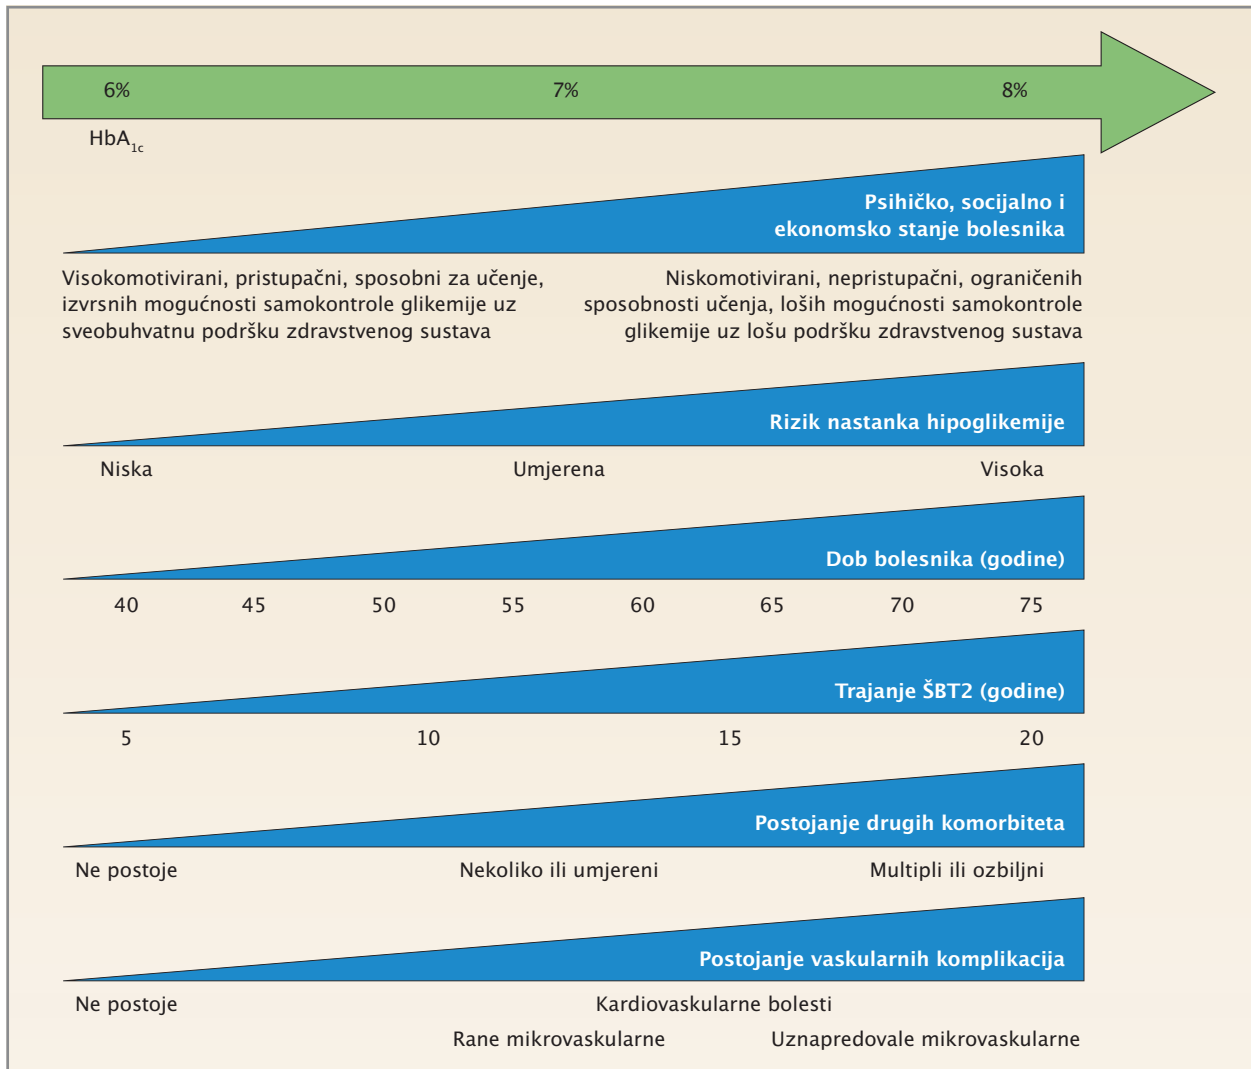 6% 7% 8%
HbA1c
Psihičko, socijalno i
ekonomsko stanje bolesnika
Visokomotivirani, pristupačni, sposobni za učenje,
izvrsnih mogućnosti samokontrole glikemije uz
sveobuhvatnu podršku zdravstvenog sustava
Niskomotivirani, nepristupačni, ograničenih
sposobnosti učenja, loših mogućnosti samokontrole
glikemije uz lošu podršku zdravstvenog sustava
Rizik nastanka hipoglikemije
Niska Umjerena Visoka
Dob bolesnika (godine)
40 45 50 55 60 65 70 75
Trajanje ŠBT2 (godine)
5 10 15 20
Postojanje drugih komorbiteta
Ne postoje Nekoliko ili umjereni Multipli ili ozbiljni
Postojanje vaskularnih komplikacija
Ne postoje Kardiovaskularne bolesti
Rane mikrovaskularne Uznapredovale mikrovaskularne